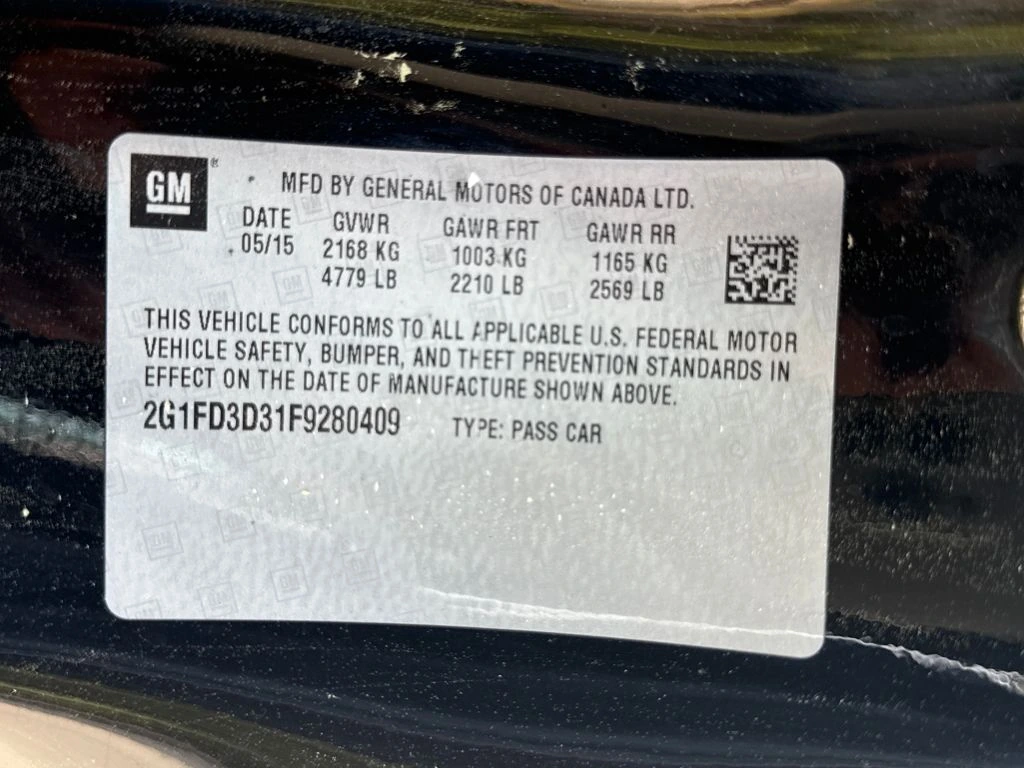 GM ®
MFD BY GENERAL MOTORS OF CANADA LTD.
DATE GVWR GAWR FRT GAWR RR
05/15 2168 KG 1003 KG 1165 KG
4779 LB 2210 LB 2569 LB
THIS VEHICLE CONFORMS TO ALL APPLICABLE U.S. FEDERAL MOTOR
VEHICLE SAFETY, BUMPER, AND THEFT PREVENTION STANDARDS IN
EFFECT ON THE DATE OF MANUFACTURE SHOWN ABOVE.
2G1FD3D31F9280409 TYPE: PASS CAR